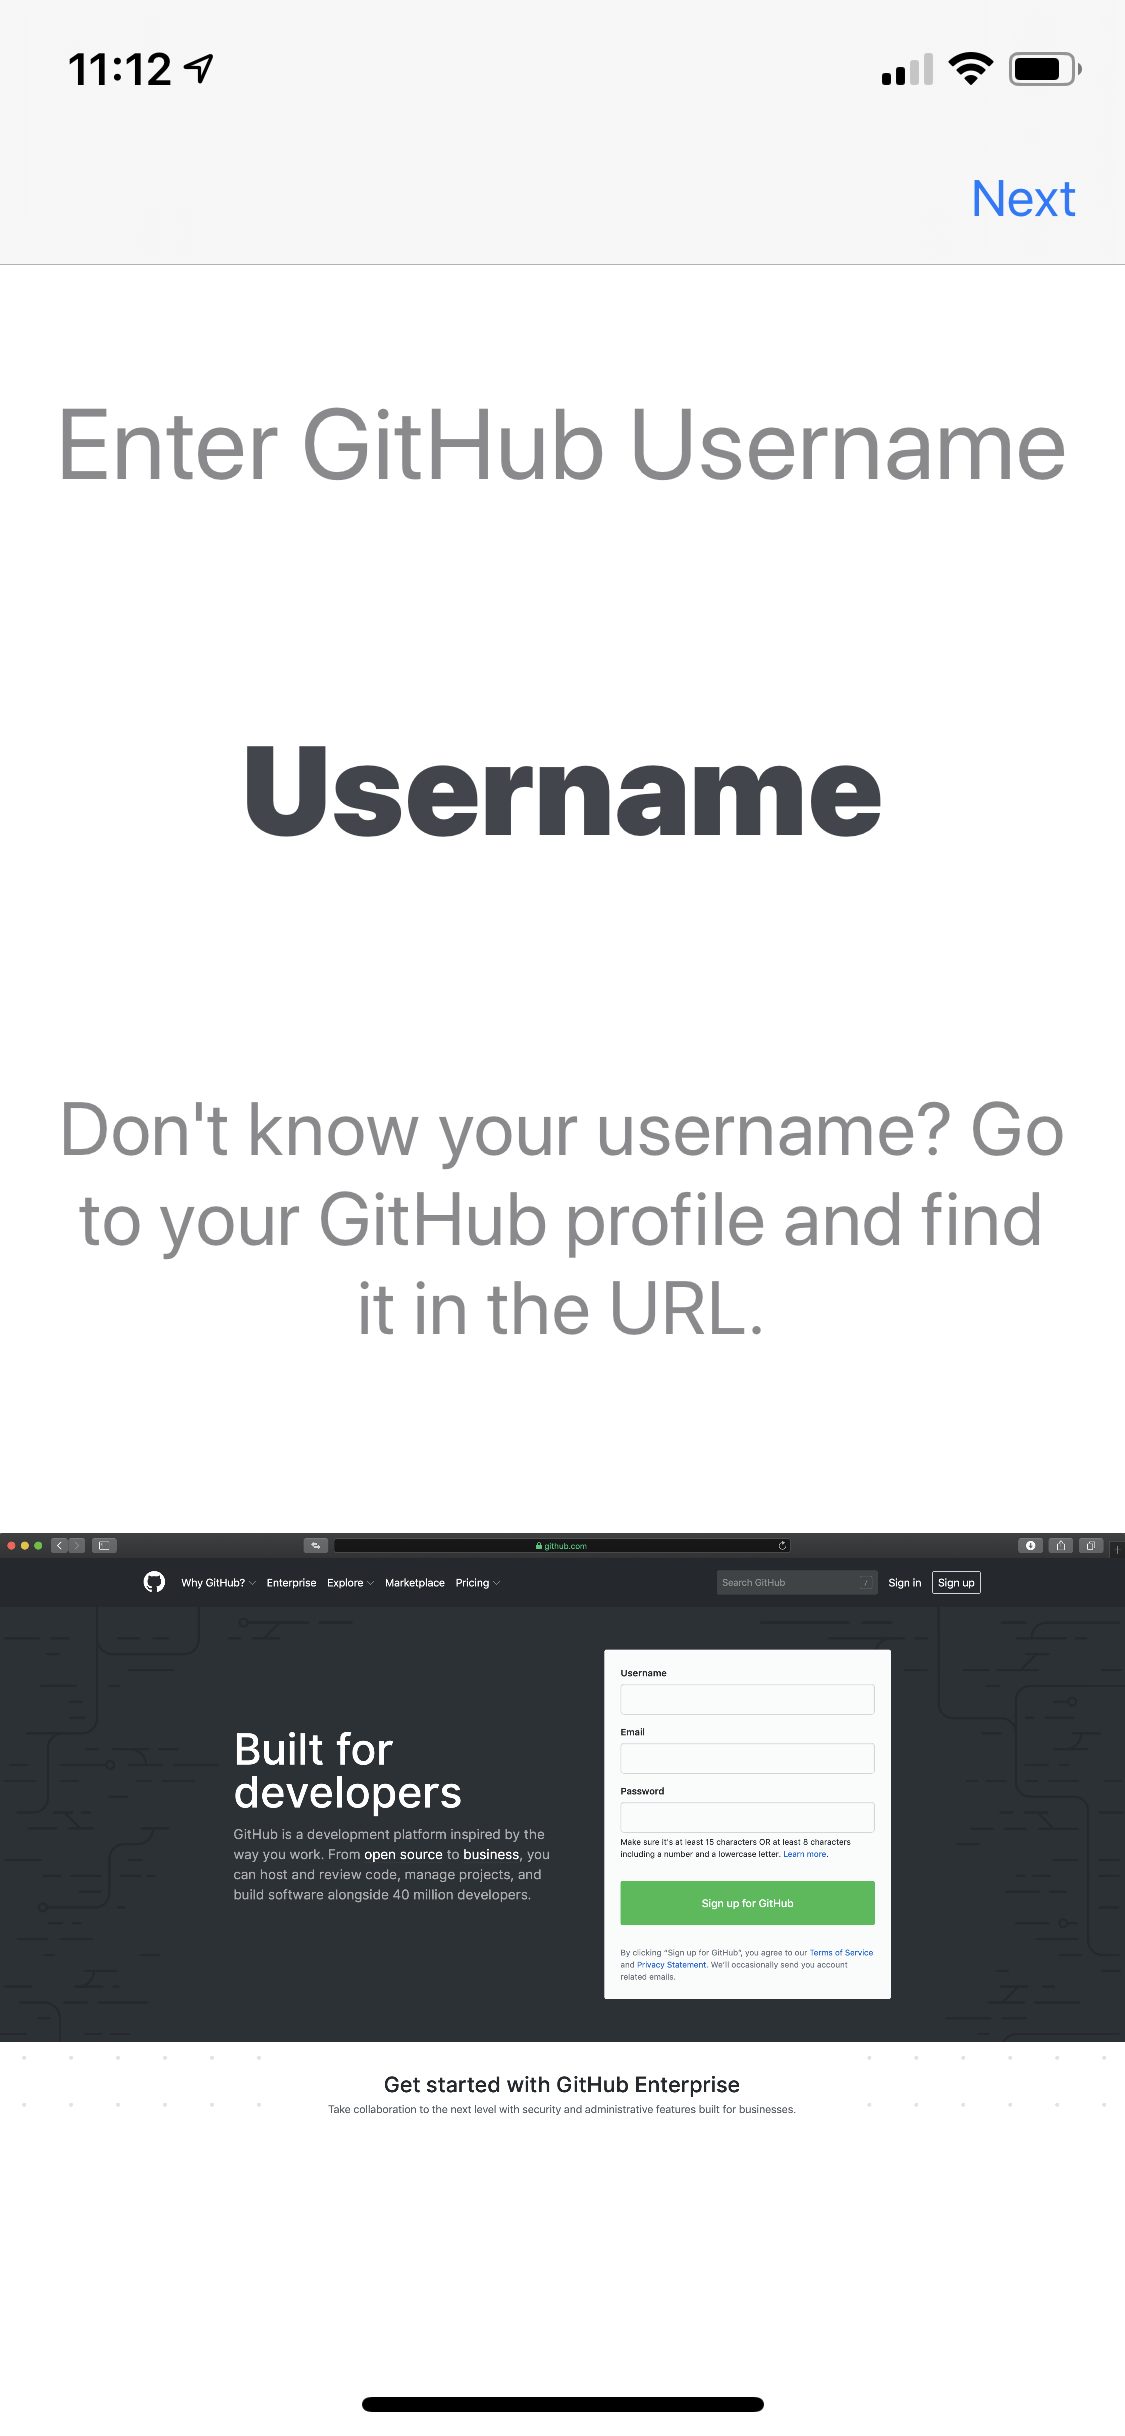 11:12
Next
Enter GitHub Username
Username
Don't know your username? Go
to your GitHub profile and find
it in the URL.
github.com
Why GitHub? Enterprise Explore Marketplace Pricing Search GitHub / Sign in Sign up
Built for
developers
GitHub is a development platform inspired by the
way you work. From open source to business, you
can host and review code, manage projects, and
build software alongside 40 million developers.
Username
Email
Password
Make sure it's at least 15 characters OR at least 8 characters
including a number and a lowercase letter. Learn more.
Sign up for GitHub
By clicking “Sign up for GitHub”, you agree to our Terms of Service
and Privacy Statement. We'll occasionally send you account
related emails.
Get started with GitHub Enterprise
Take collaboration to the next level with security and administrative features built for businesses.